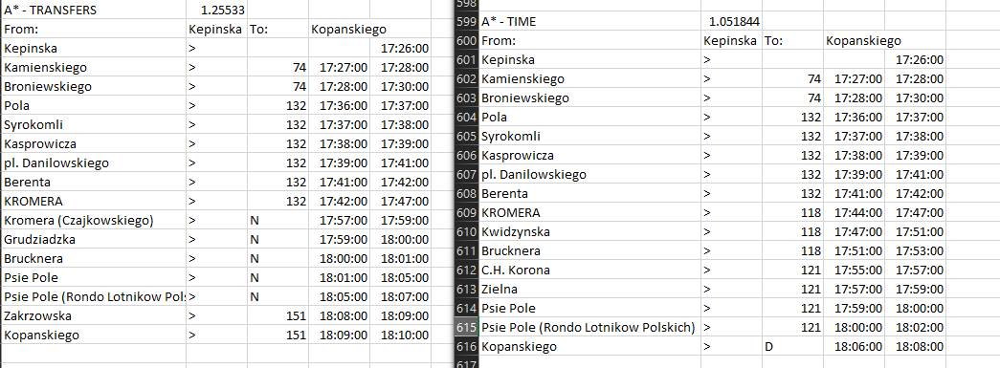 A* - TRANSFERS 1.25533
From: Kepinska To: Kopanskiego
Kepinska > 17:26:00
Kamienskiego > 74 17:27:00 17:28:00
Broniewskiego > 74 17:28:00 17:30:00
Pola > 132 17:36:00 17:37:00
Syrokomli > 132 17:37:00 17:38:00
Kasprowicza > 132 17:38:00 17:39:00
pl. Danilowskiego > 132 17:39:00 17:41:00
Berenta > 132 17:41:00 17:42:00
KROMERA > 132 17:42:00 17:47:00
Kromera (Czajkowskiego) > N 17:57:00 17:59:00
Grudziadzka > N 17:59:00 18:00:00
Brucknera > N 18:00:00 18:01:00
Psie Pole > N 18:01:00 18:05:00
Psie Pole (Rondo Lotnikow Pols > N 18:05:00 18:07:00
Zakrzowska > 151 18:08:00 18:09:00
Kopanskiego > 151 18:09:00 18:10:00
598
599 A* - TIME 1.051844
600 From: Kepinska To: Kopanskiego
601 Kepinska > 17:26:00
602 Kamienskiego > 74 17:27:00 17:28:00
603 Broniewskiego > 74 17:28:00 17:30:00
604 Pola > 132 17:36:00 17:37:00
605 Syrokomli > 132 17:37:00 17:38:00
606 Kasprowicza > 132 17:38:00 17:39:00
607 pl. Danilowskiego > 132 17:39:00 17:41:00
608 Berenta > 132 17:41:00 17:42:00
609 KROMERA > 118 17:44:00 17:47:00
610 Kwidzynska > 118 17:47:00 17:51:00
611 Brucknera > 118 17:51:00 17:53:00
612 C.H. Korona > 121 17:55:00 17:57:00
613 Zielna > 121 17:57:00 17:59:00
614 Psie Pole > 121 17:59:00 18:00:00
615 Psie Pole (Rondo Lotnikow Polskich) > 121 18:00:00 18:02:00
616 Kopanskiego > D 18:06:00 18:08:00
617